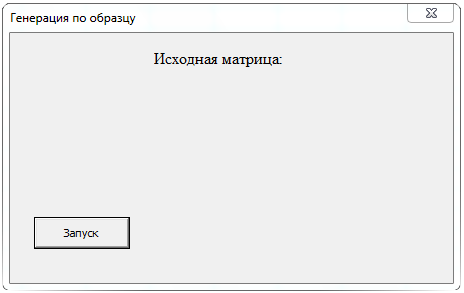 Генерация по образцу
Исходная матрица:
Запуск